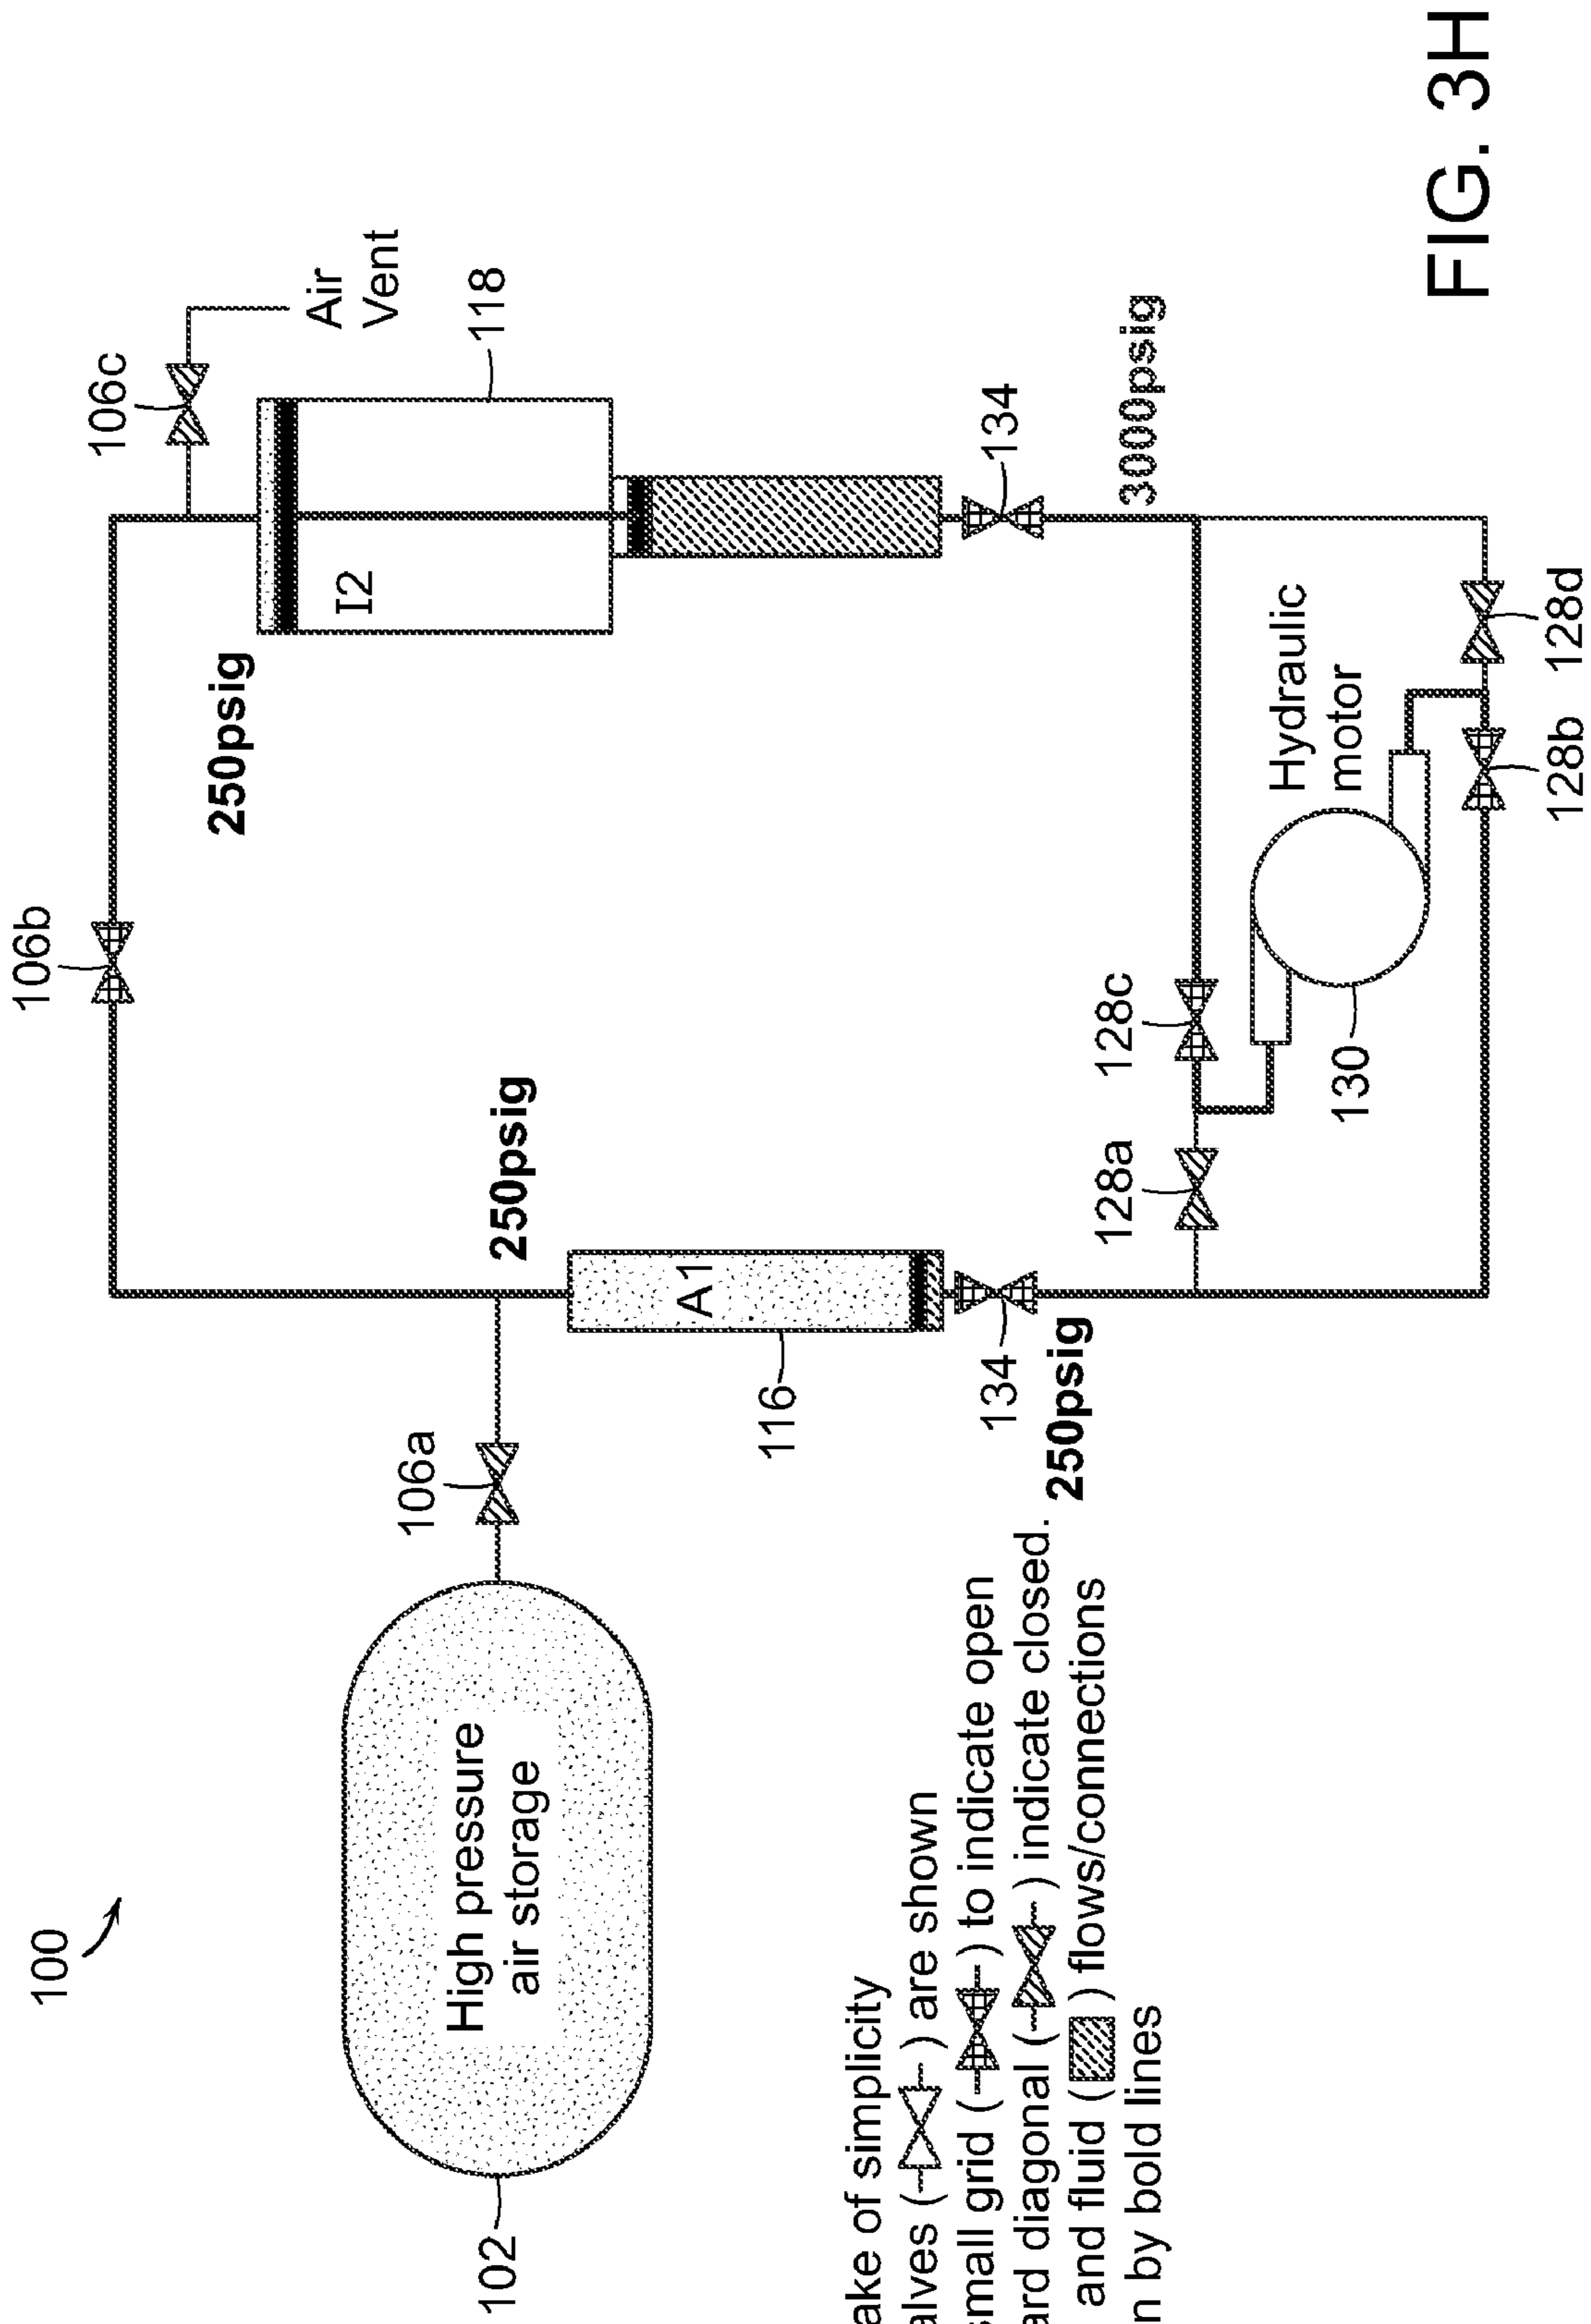 100
106b
106c
Air
Vent
250psig
118
I2
106a
High pressure
air storage
102
250psig
A1
116
134
134
250psig
3000psig
ake of simplicity
alves ( ) are shown
small grid ( ) to indicate open
ard diagonal ( ) indicate closed.
and fluid ( ) flows/connections
n by bold lines
128a
128c
Hydraulic
motor
130
128b
128d
FIG. 3H